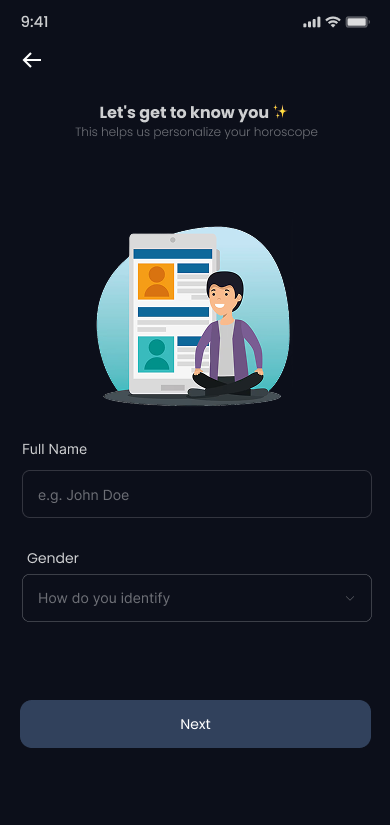 9:41
Let's get to know you ✨
This helps us personalize your horoscope
Full Name
e.g. John Doe
Gender
How do you identify
Next